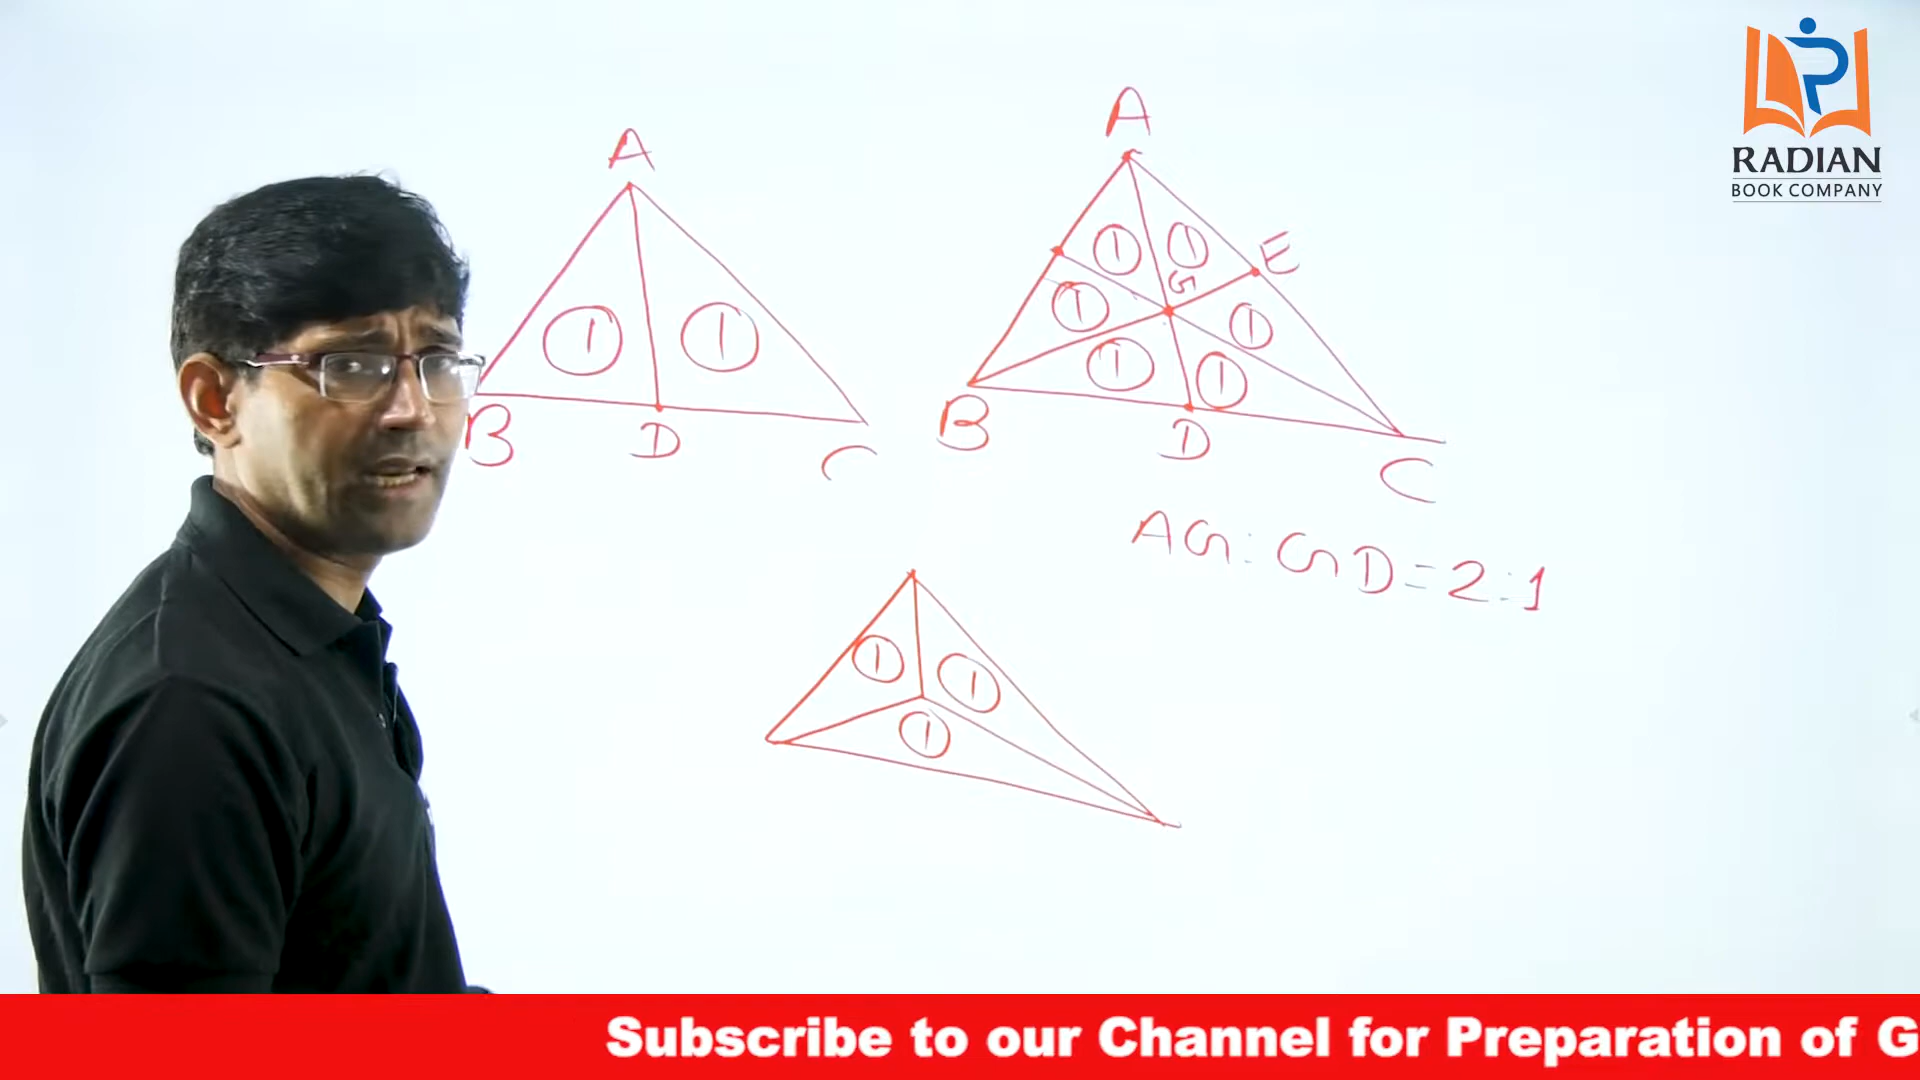 RADIAN
BOOK COMPANY
A
B
D
C
1
1
A
B
D
C
E
G
1
1
1
1
1
1
AG:GD=2:1
1
1
1
Subscribe to our Channel for Preparation of G